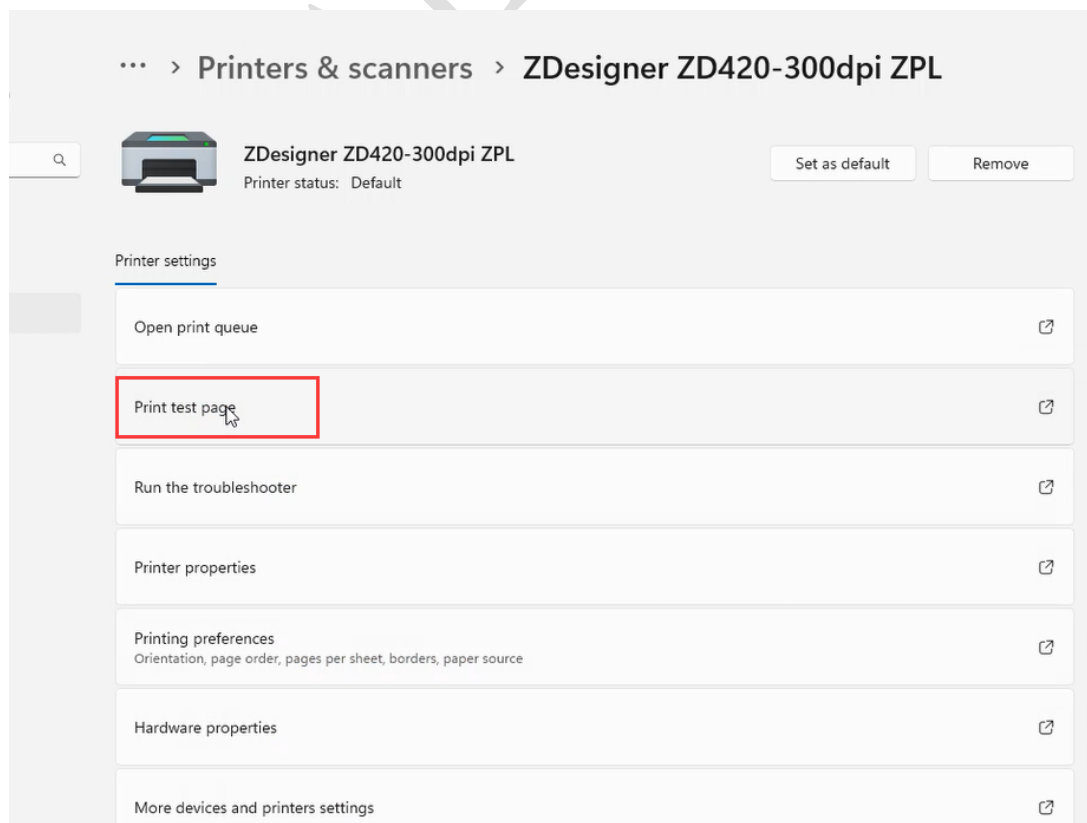 ... > Printers & scanners > ZDesigner ZD420-300dpi ZPL
ZDesigner ZD420-300dpi ZPL
Printer status: Default
Set as default
Remove
Printer settings
Open print queue
Print test page
Run the troubleshooter
Printer properties
Printing preferences
Orientation, page order, pages per sheet, borders, paper source
Hardware properties
More devices and printers settings